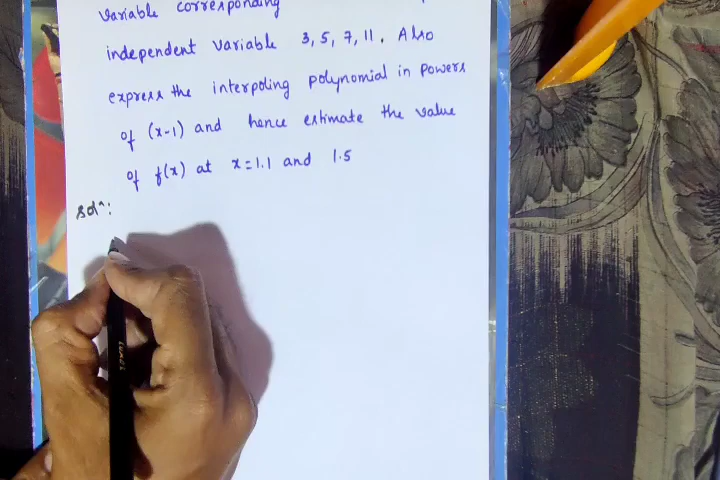 variable corresponding
independent variable 3, 5, 7, 11. Also
express the interpoling polynomial in powers
of (x-1) and hence estimate the value
of f(x) at x=1.1 and 1.5
solⁿ: